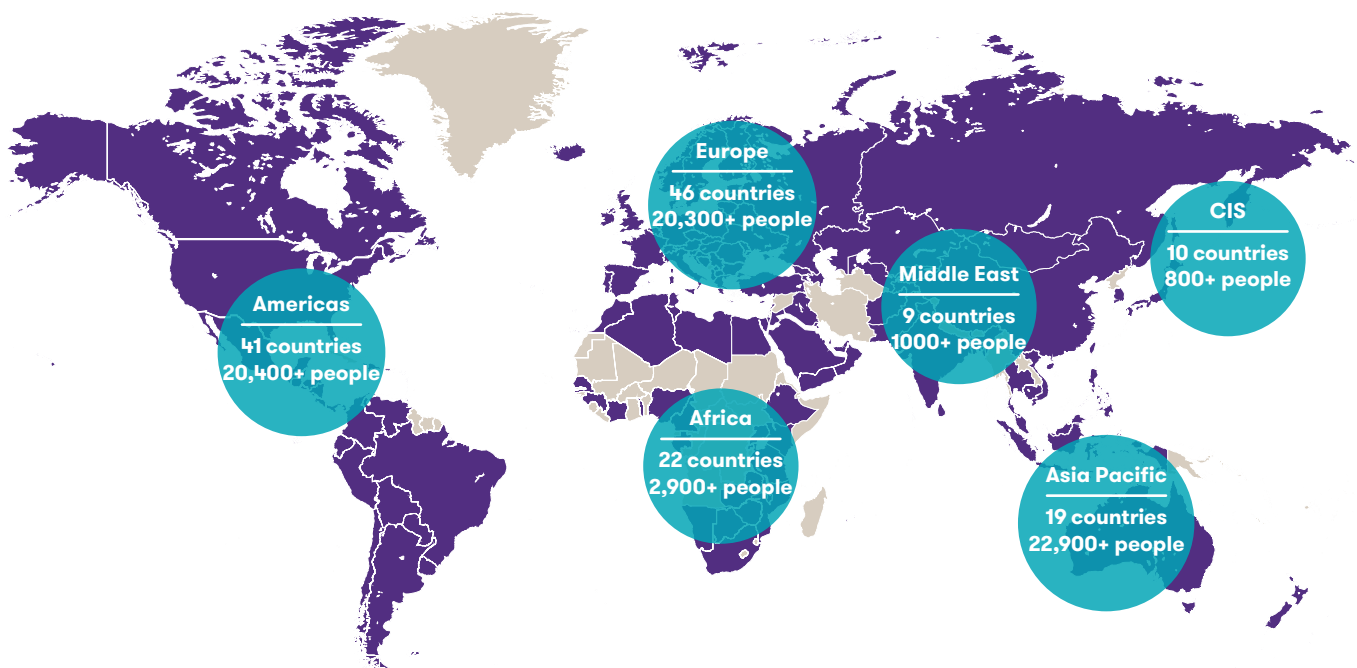 Europe
46 countries
20,300+ people
CIS
10 countries
800+ people
Middle East
9 countries
1000+ people
Americas
41 countries
20,400+ people
Africa
22 countries
2,900+ people
Asia Pacific
19 countries
22,900+ people